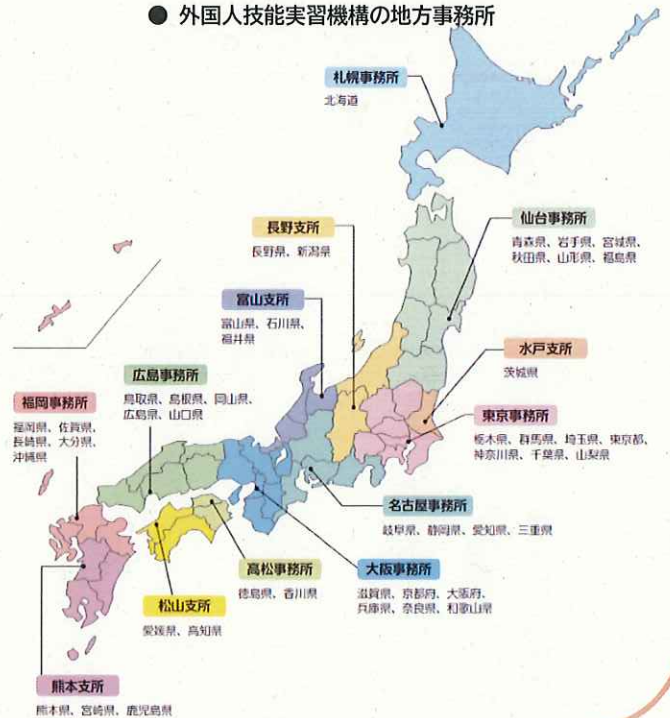 ● 外国人技能実習機構の地方事務所
札幌事務所
北海道
仙台事務所
青森県、岩手県、宮城県、
秋田県、山形県、福島県
長野支所
長野県、新潟県
富山支所
富山県、石川県、
福井県
水戸支所
茨城県
広島事務所
鳥取県、島根県、岡山県、
広島県、山口県
福岡事務所
福岡県、佐賀県、
長崎県、大分県、
沖縄県
東京事務所
栃木県、群馬県、埼玉県、東京都、
神奈川県、千葉県、山梨県
名古屋事務所
岐阜県、静岡県、愛知県、三重県
高松事務所
徳島県、香川県
大阪事務所
滋賀県、京都府、大阪府、
兵庫県、奈良県、和歌山県
松山支所
愛媛県、高知県
熊本支所
熊本県、宮崎県、鹿児島県